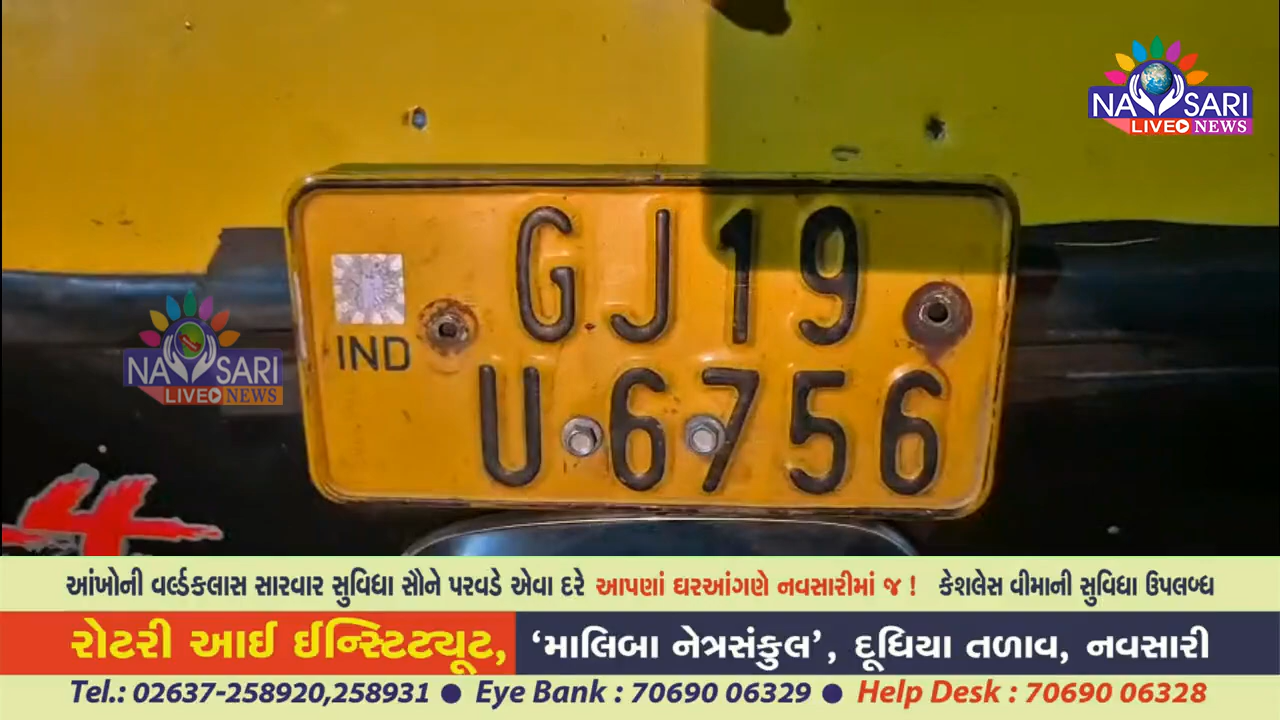 NAVSARI
LIVE NEWS
GJ19
IND
U 6756
NAVSARI
LIVE NEWS
4
આંખોની વર્લ્ડકલાસ સારવાર સુવિધા સૌને પરવડે એવા દરે આપણાં ઘરઆંગણે નવસારીમાં જ ! કેશલેસ વીમાની સુવિધા ઉપલબ્ધ
રોટરી આઈ ઈન્સ્ટિટ્યૂટ, ‘માલિબા નેત્રસંકુલ’, દૂધિયા તળાવ, નવસારી
Tel.: 02637-258920,258931 ● Eye Bank : 70690 06329 ● Help Desk : 70690 06328